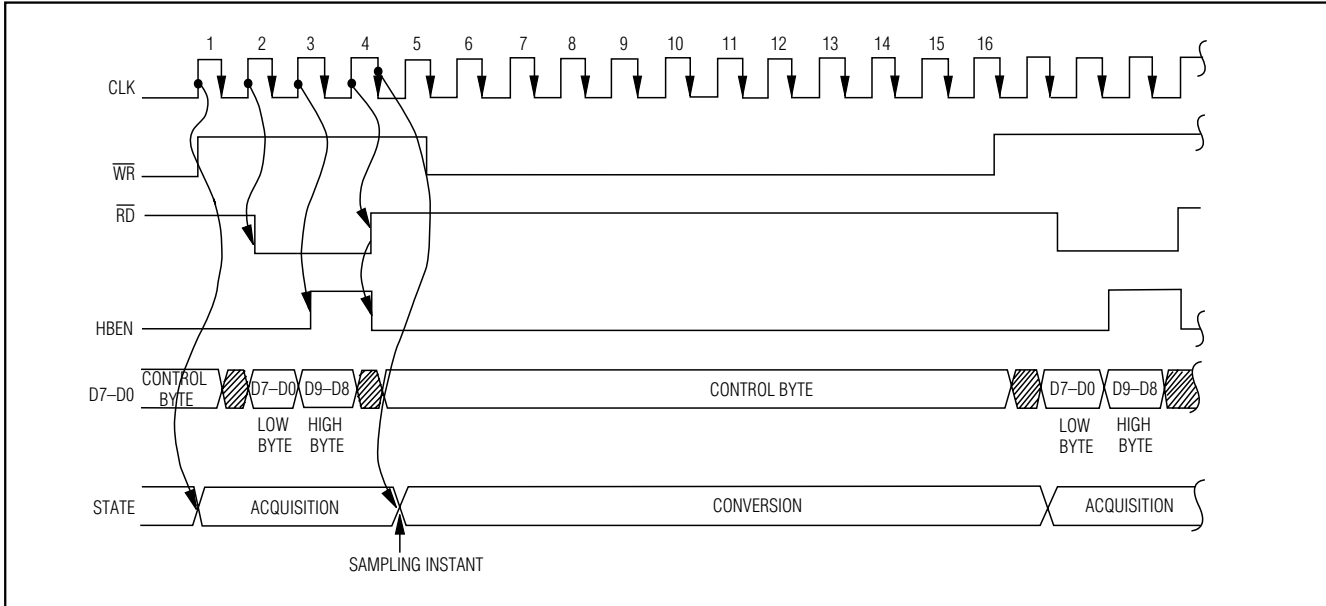 1 2 3 4 5 6 7 8 9 10 11 12 13 14 15 16
CLK
WR
RD
HBEN
D7–D0
CONTROL
BYTE
D7–D0
D9–D8
CONTROL BYTE
D7–D0
D9–D8
LOW
BYTE
HIGH
BYTE
LOW
BYTE
HIGH
BYTE
STATE
ACQUISITION
CONVERSION
ACQUISITION
SAMPLING INSTANT